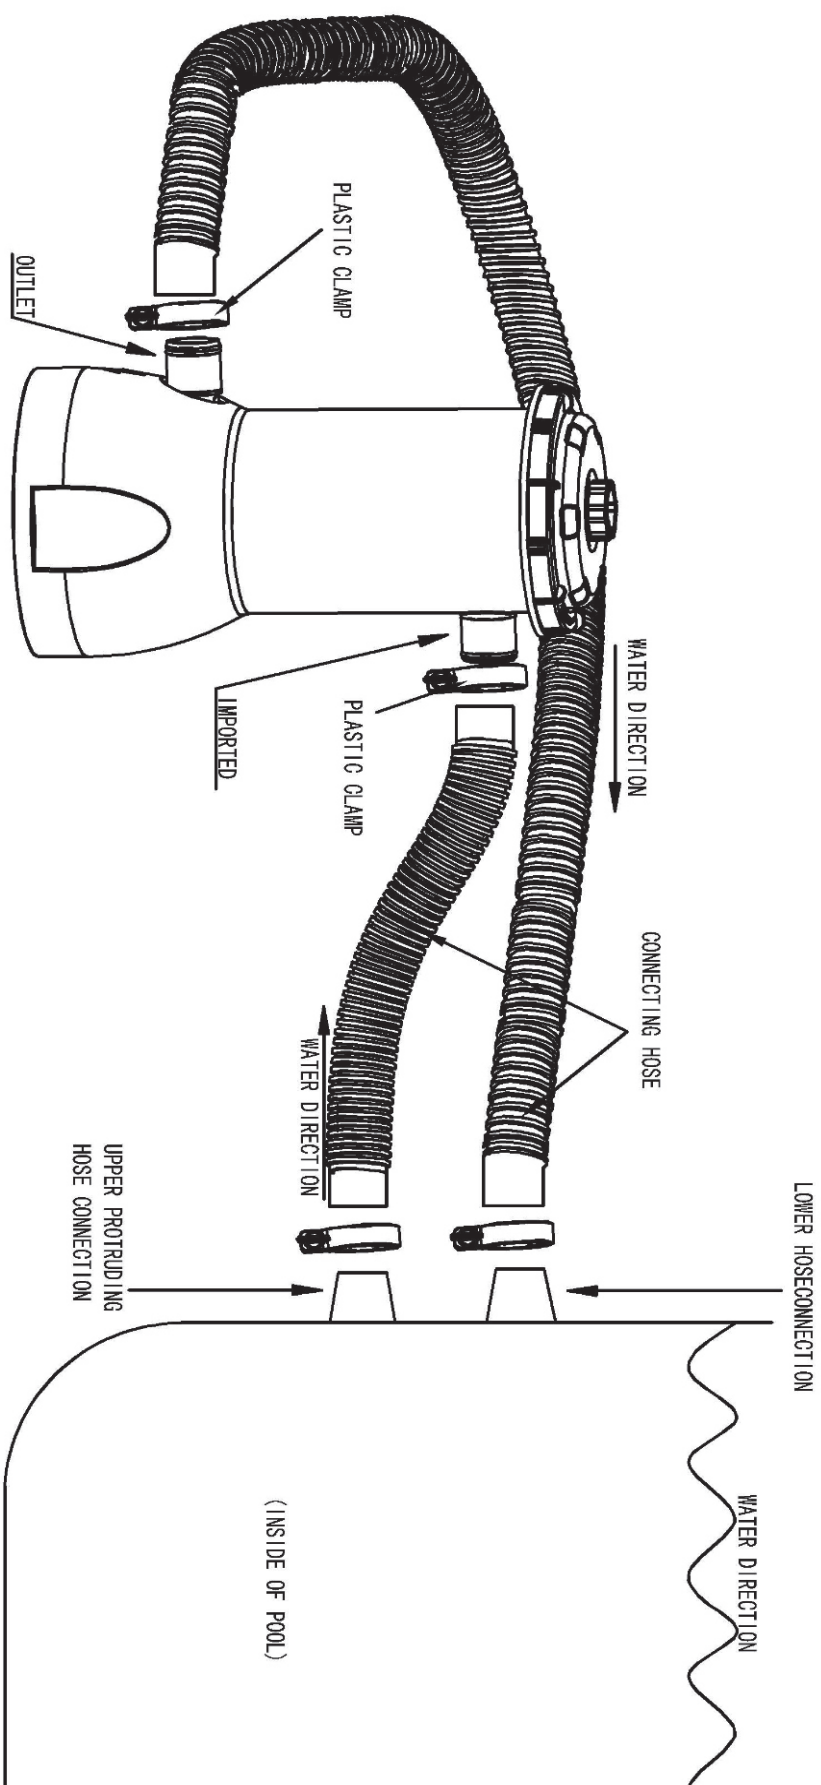 LOWER HOSECONNECTION
WATER DIRECTION
CONNECTING HOSE
WATER DIRECTION
PLASTIC CLAMP
PLASTIC CLAMP
WATER DIRECTION
(INSIDE OF POOL)
IMPORTED
UPPER PROTRUDING
HOSE CONNECTION
OUTLET